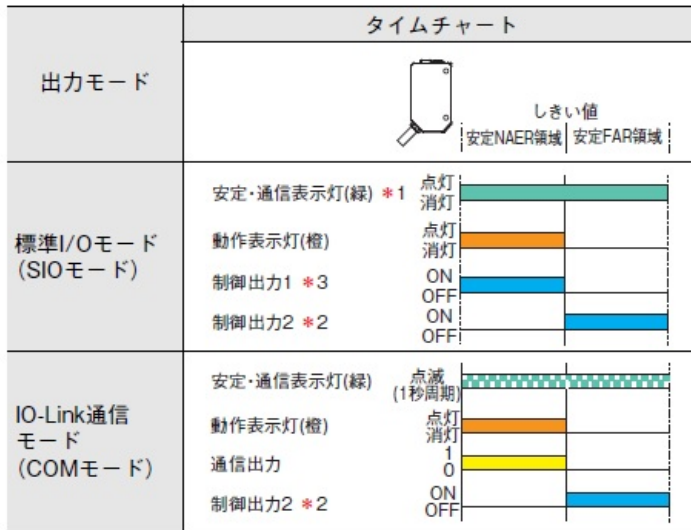 タイムチャート
出力モード
しきい値
安定NAER領域 安定FAR領域
標準I/Oモード
(SIOモード)
安定・通信表示灯(緑) *1 点灯
消灯
動作表示灯(橙) 点灯
消灯
制御出力1 *3 ON
OFF
制御出力2 *2 ON
OFF
IO-Link通信
モード
(COMモード)
安定・通信表示灯(緑) 点滅
(1秒周期)
動作表示灯(橙) 点灯
消灯
通信出力 1
0
制御出力2 *2 ON
OFF